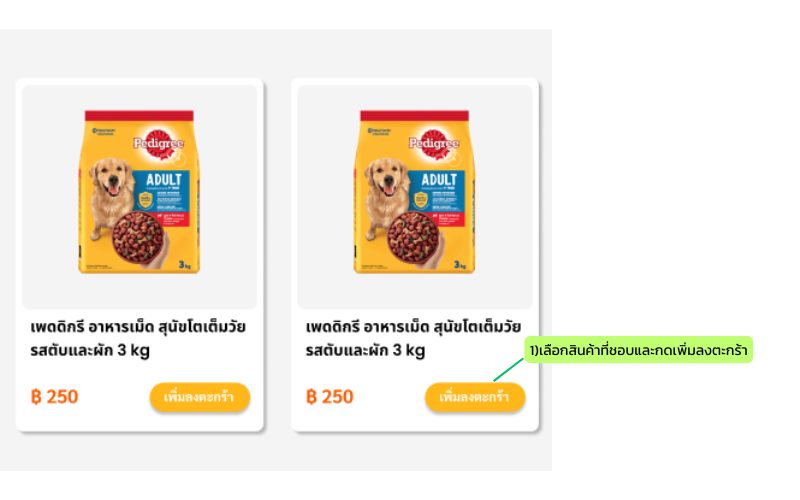 Pedigree
ADULT
3 kg
เพดดิกรี อาหารเม็ด สุนัขโตเต็มวัย
รสตับและผัก 3 kg
฿ 250
เพิ่มลงตะกร้า
Pedigree
ADULT
3 kg
เพดดิกรี อาหารเม็ด สุนัขโตเต็มวัย
รสตับและผัก 3 kg
฿ 250
เพิ่มลงตะกร้า
1)เลือกสินค้าที่ชอบและกดเพิ่มลงตะกร้า